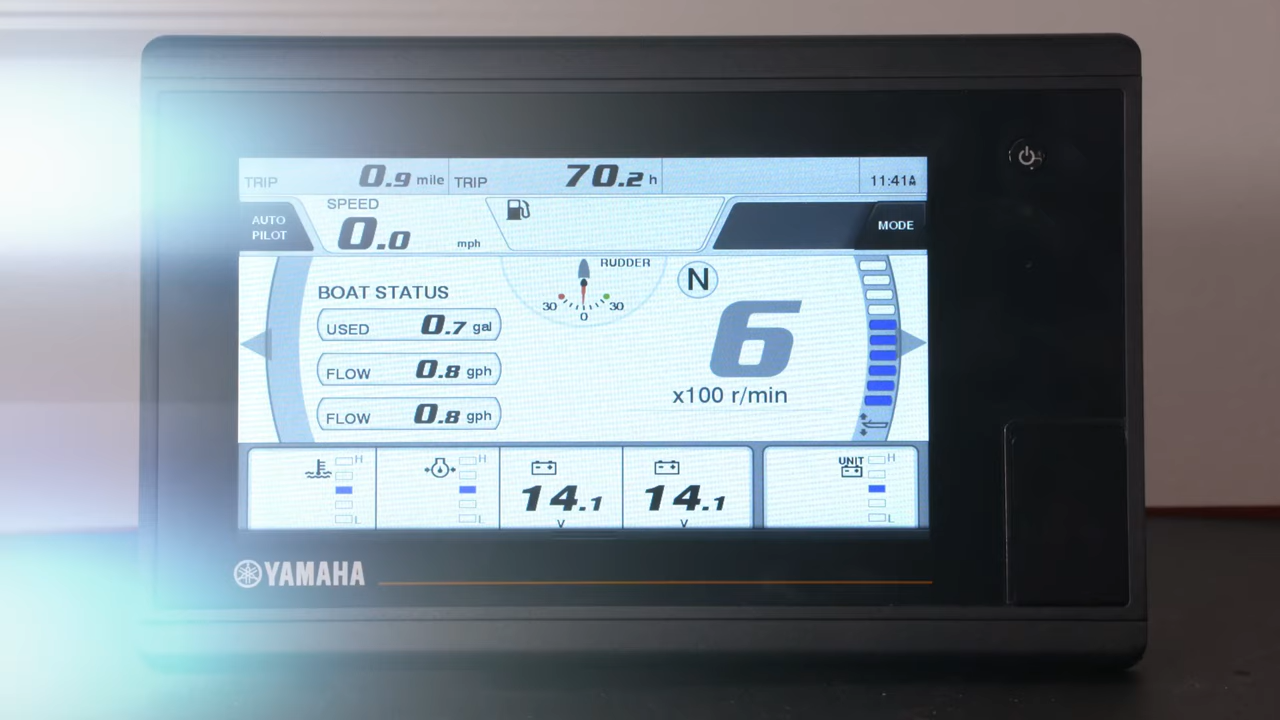 TRIP 0.9 mile TRIP 70.2 h 11:41A
AUTO PILOT
SPEED
0.0 mph
MODE
RUDDER
30 0 30
N
BOAT STATUS
USED 0.7 gal
FLOW 0.8 gph
FLOW 0.8 gph
6
x100 r/min
H
L
H
L
14.1
V
14.1
V
UNIT
H
L
YAMAHA